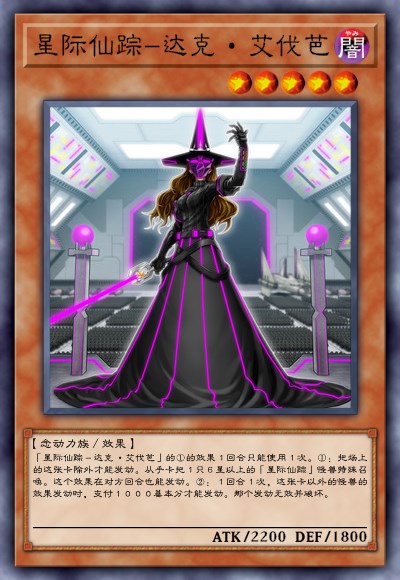 星际仙踪-达克·艾伐芭
闇
やみ
【念动力族／效果】
「星际仙踪-达克·艾伐芭」的①的效果1回合只能使用1次。①：把场上
的这张卡除外才能发动。从手卡把1只6星以上的「星际仙踪」怪兽特殊召
唤。这个效果在对方回合也能发动。②：1回合1次，这张卡以外的怪兽的
效果发动时，支付1000基本分才能发动。那个发动无效并破坏。
ATK/2200 DEF/1800